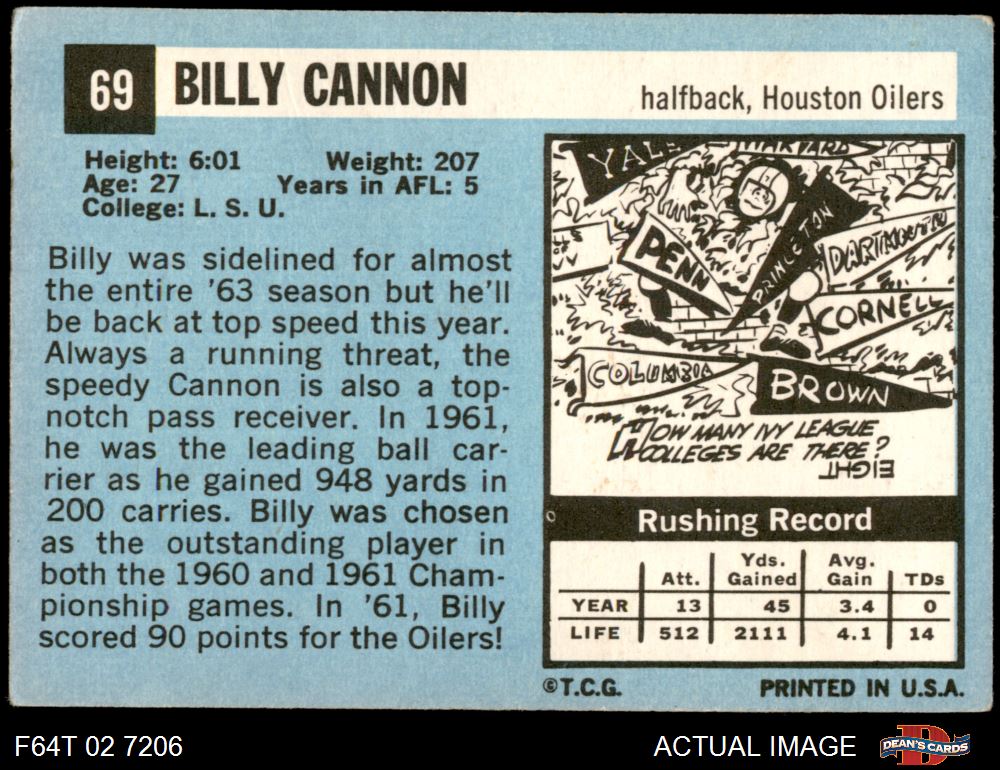 69 BILLY CANNON
halfback, Houston Oilers
Height: 6:01 Weight: 207
Age: 27 Years in AFL: 5
College: L. S. U.
Billy was sidelined for almost
the entire '63 season but he'll
be back at top speed this year.
Always a running threat, the
speedy Cannon is also a top-
notch pass receiver. In 1961,
he was the leading ball car-
rier as he gained 948 yards in
200 carries. Billy was chosen
as the outstanding player in
both the 1960 and 1961 Cham-
pionship games. In '61, Billy
scored 90 points for the Oilers!
YALE
HARVARD
PENN
PRINCETON
DARTMOUTH
CORNELL
COLUMBIA
BROWN
HOW MANY IVY LEAGUE
COLLEGES ARE THERE?
EIGHT
Rushing Record
Att. Yds. Gained Avg. Gain TDs
YEAR 13 45 3.4 0
LIFE 512 2111 4.1 14
©T.C.G. PRINTED IN U.S.A.
F64T 02 7206
ACTUAL IMAGE
DEAN'S CARDS